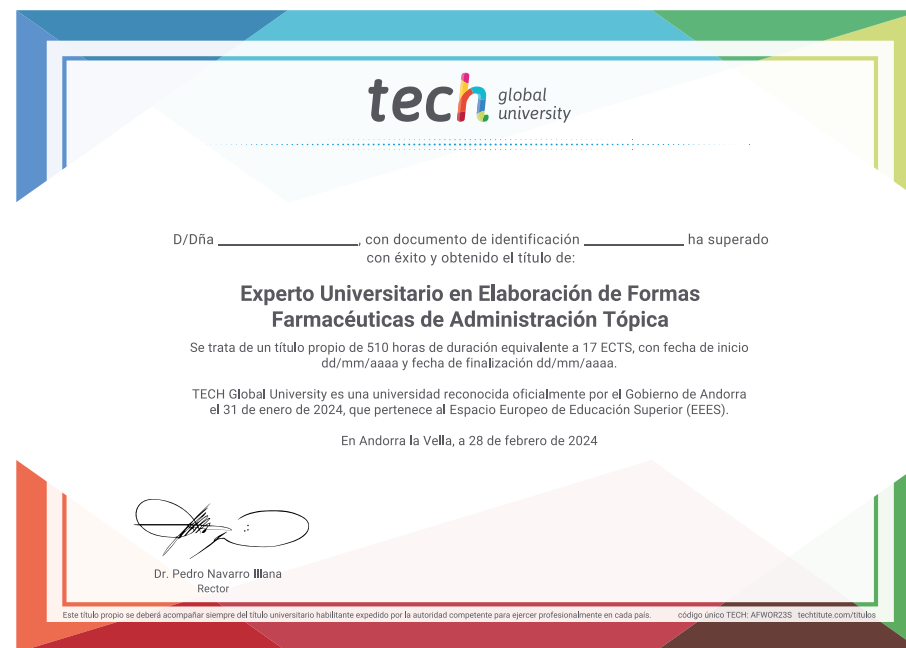 tech global university
D/Dña __________________, con documento de identificación _____________ ha superado
con éxito y obtenido el título de:
Experto Universitario en Elaboración de Formas
Farmacéuticas de Administración Tópica
Se trata de un título propio de 510 horas de duración equivalente a 17 ECTS, con fecha de inicio
dd/mm/aaaa y fecha de finalización dd/mm/aaaa.
TECH Global University es una universidad reconocida oficialmente por el Gobierno de Andorra
el 31 de enero de 2024, que pertenece al Espacio Europeo de Educación Superior (EEES).
En Andorra la Vella, a 28 de febrero de 2024
Dr. Pedro Navarro Illana
Rector
Este título propio se deberá acompañar siempre del título universitario habilitante expedido por la autoridad competente para ejercer profesionalmente en cada país. código único TECH: AFWOR23S techtitute.com/titulos